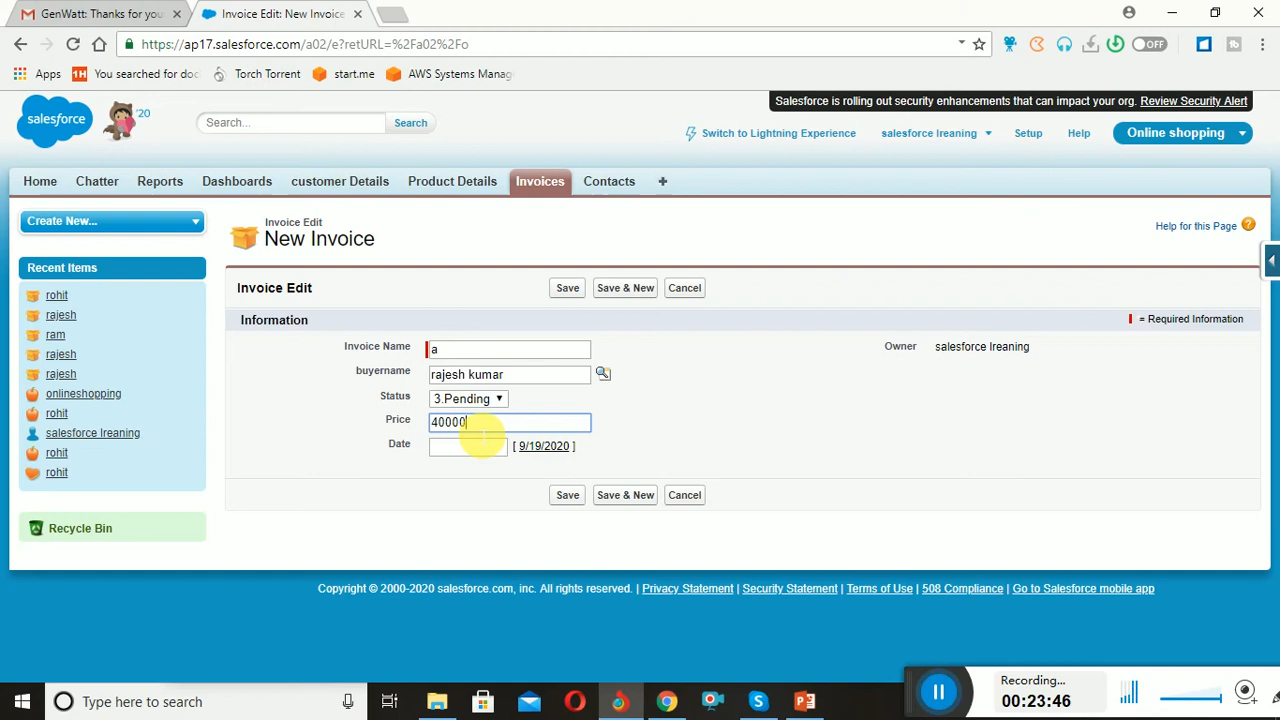 GenWatt: Thanks for you
Invoice Edit: New Invoice
https://ap17.salesforce.com/a02/e?retURL=%2Fa02%2Fo
OFF
Apps
You searched for doc
Torch Torrent
start.me
AWS Systems Mana
Salesforce is rolling out security enhancements that can impact your org. Review Security Alert
salesforce
'20
Search...
Search
Switch to Lightning Experience
salesforce lreaning
Setup
Help
Online shopping
Home
Chatter
Reports
Dashboards
customer Details
Product Details
Invoices
Contacts
Create New...
Invoice Edit
New Invoice
Help for this Page
Recent Items
rohit
rajesh
ram
rajesh
rajesh
onlineshopping
rohit
salesforce lreaning
rohit
rohit
Recycle Bin
Invoice Edit
Save
Save & New
Cancel
Information
= Required Information
Invoice Name
a
Owner
salesforce lreaning
buyername
rajesh kumar
Status
3.Pending
Price
40000
Date
[ 9/19/2020 ]
Save
Save & New
Cancel
Copyright © 2000-2020 salesforce.com, inc. All rights reserved. | Privacy Statement | Security Statement | Terms of Use | 508 Compliance | Go to Salesforce mobile app
Type here to search
Recording...
00:23:46